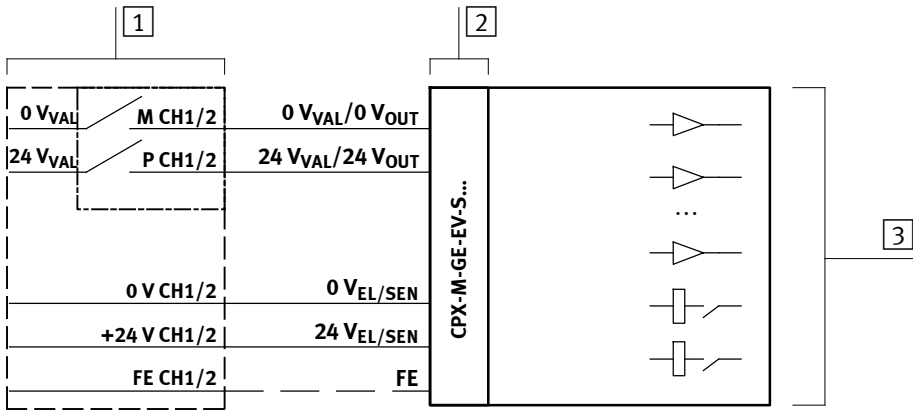 1
2
0 V_VAL M CH1/2 0 V_VAL/0 V_OUT
24 V_VAL P CH1/2 24 V_VAL/24 V_OUT
...
CPX-M-GE-EV-S...
3
0 V CH1/2 0 V_EL/SEN
+24 V CH1/2 24 V_EL/SEN
FE CH1/2 FE